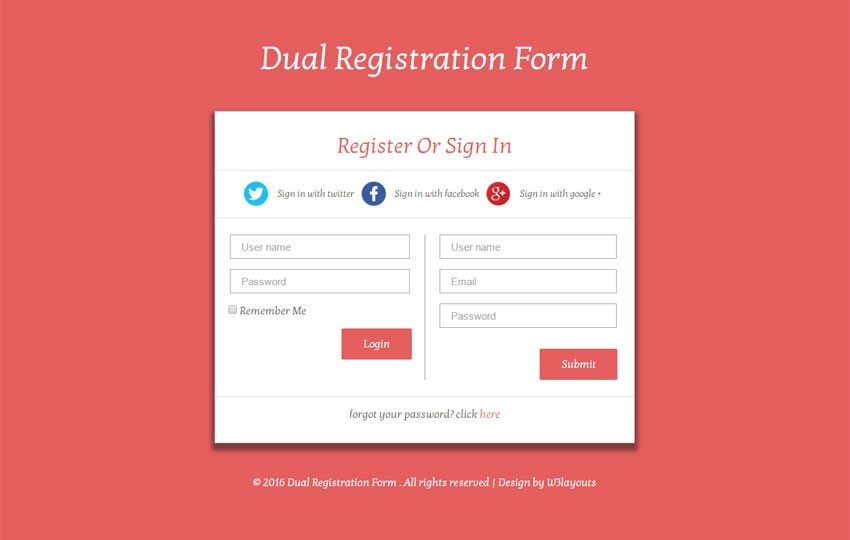 Dual Registration Form
Register Or Sign In
Sign in with twitter Sign in with facebook g+ Sign in with google +
User name
Password
Remember Me
Login
User name
Email
Password
Submit
forgot your password? click here
© 2016 Dual Registration Form . All rights reserved | Design by W3layouts